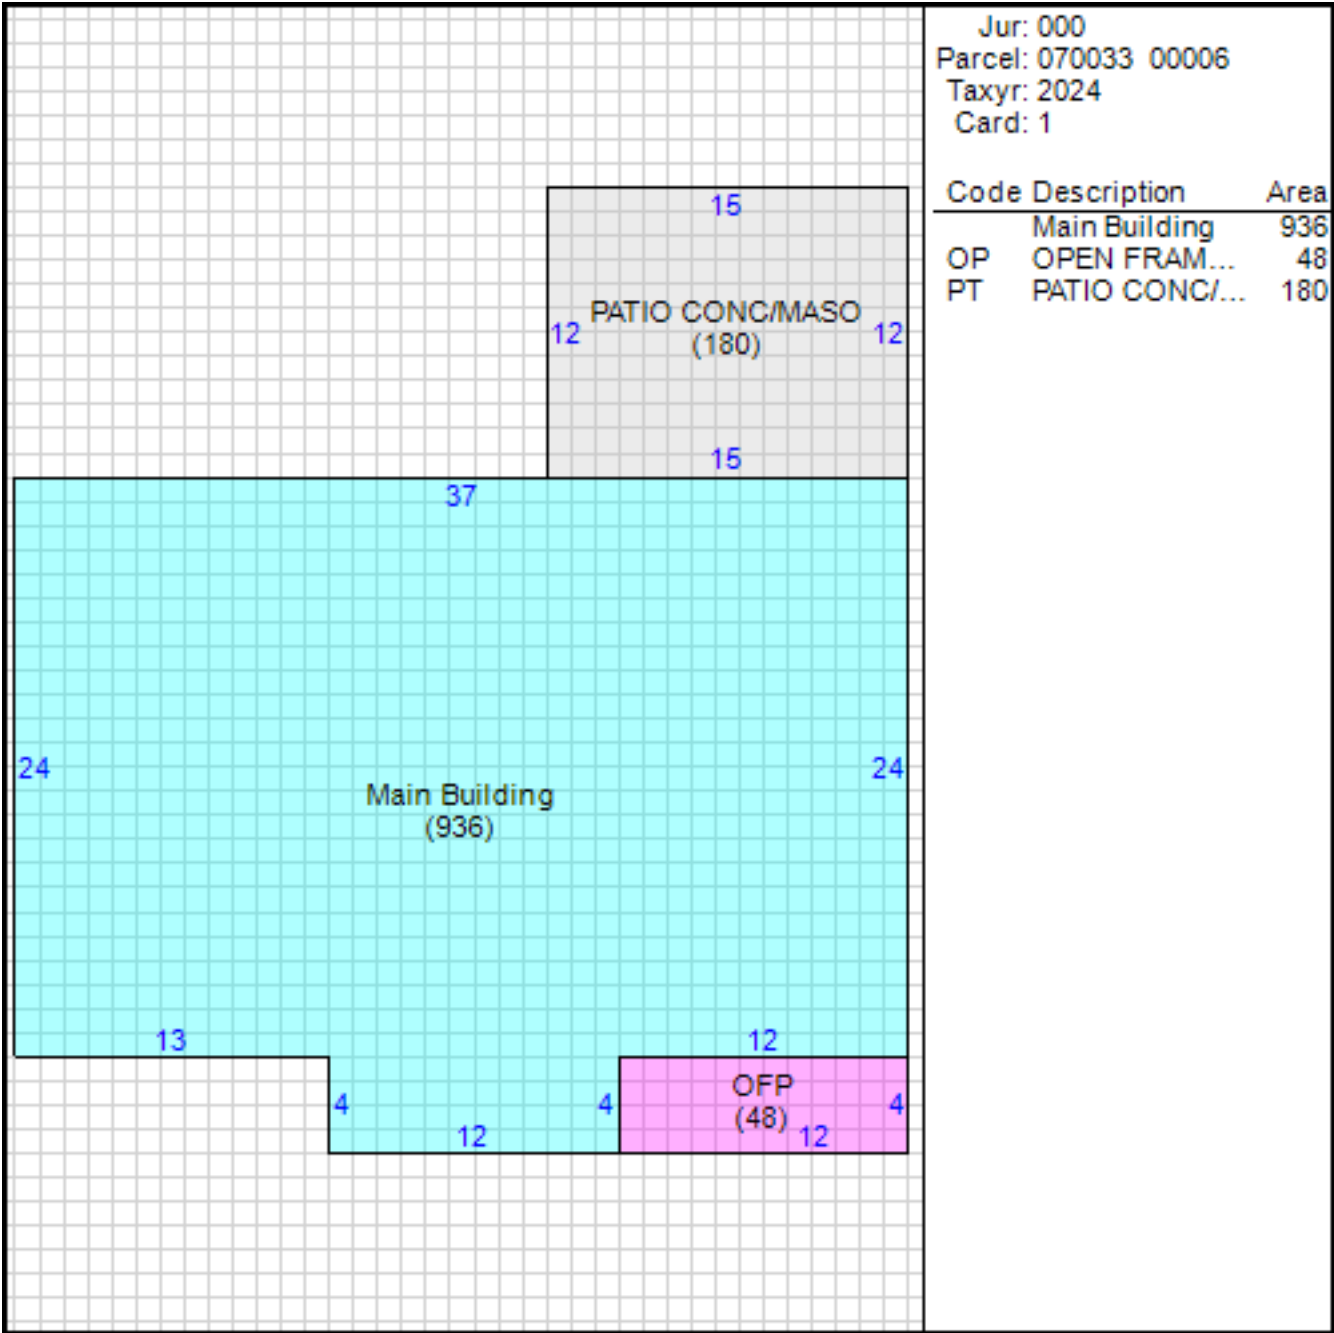 Jur: 000
Parcel: 070033 00006
Taxyr: 2024
Card: 1
Code Description Area
Main Building 936
OP OPEN FRAM... 48
PT PATIO CONC/... 180
15
PATIO CONC/MASO
12 (180) 12
15
37
24 24
Main Building
(936)
13 12
OFP
4 4 (48) 4
12 12